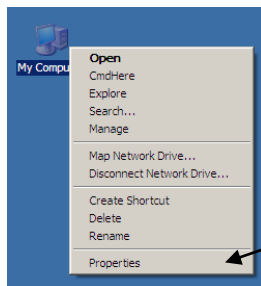 My Compu
Open
CmdHere
Explore
Search...
Manage
Map Network Drive...
Disconnect Network Drive...
Create Shortcut
Delete
Rename
Properties